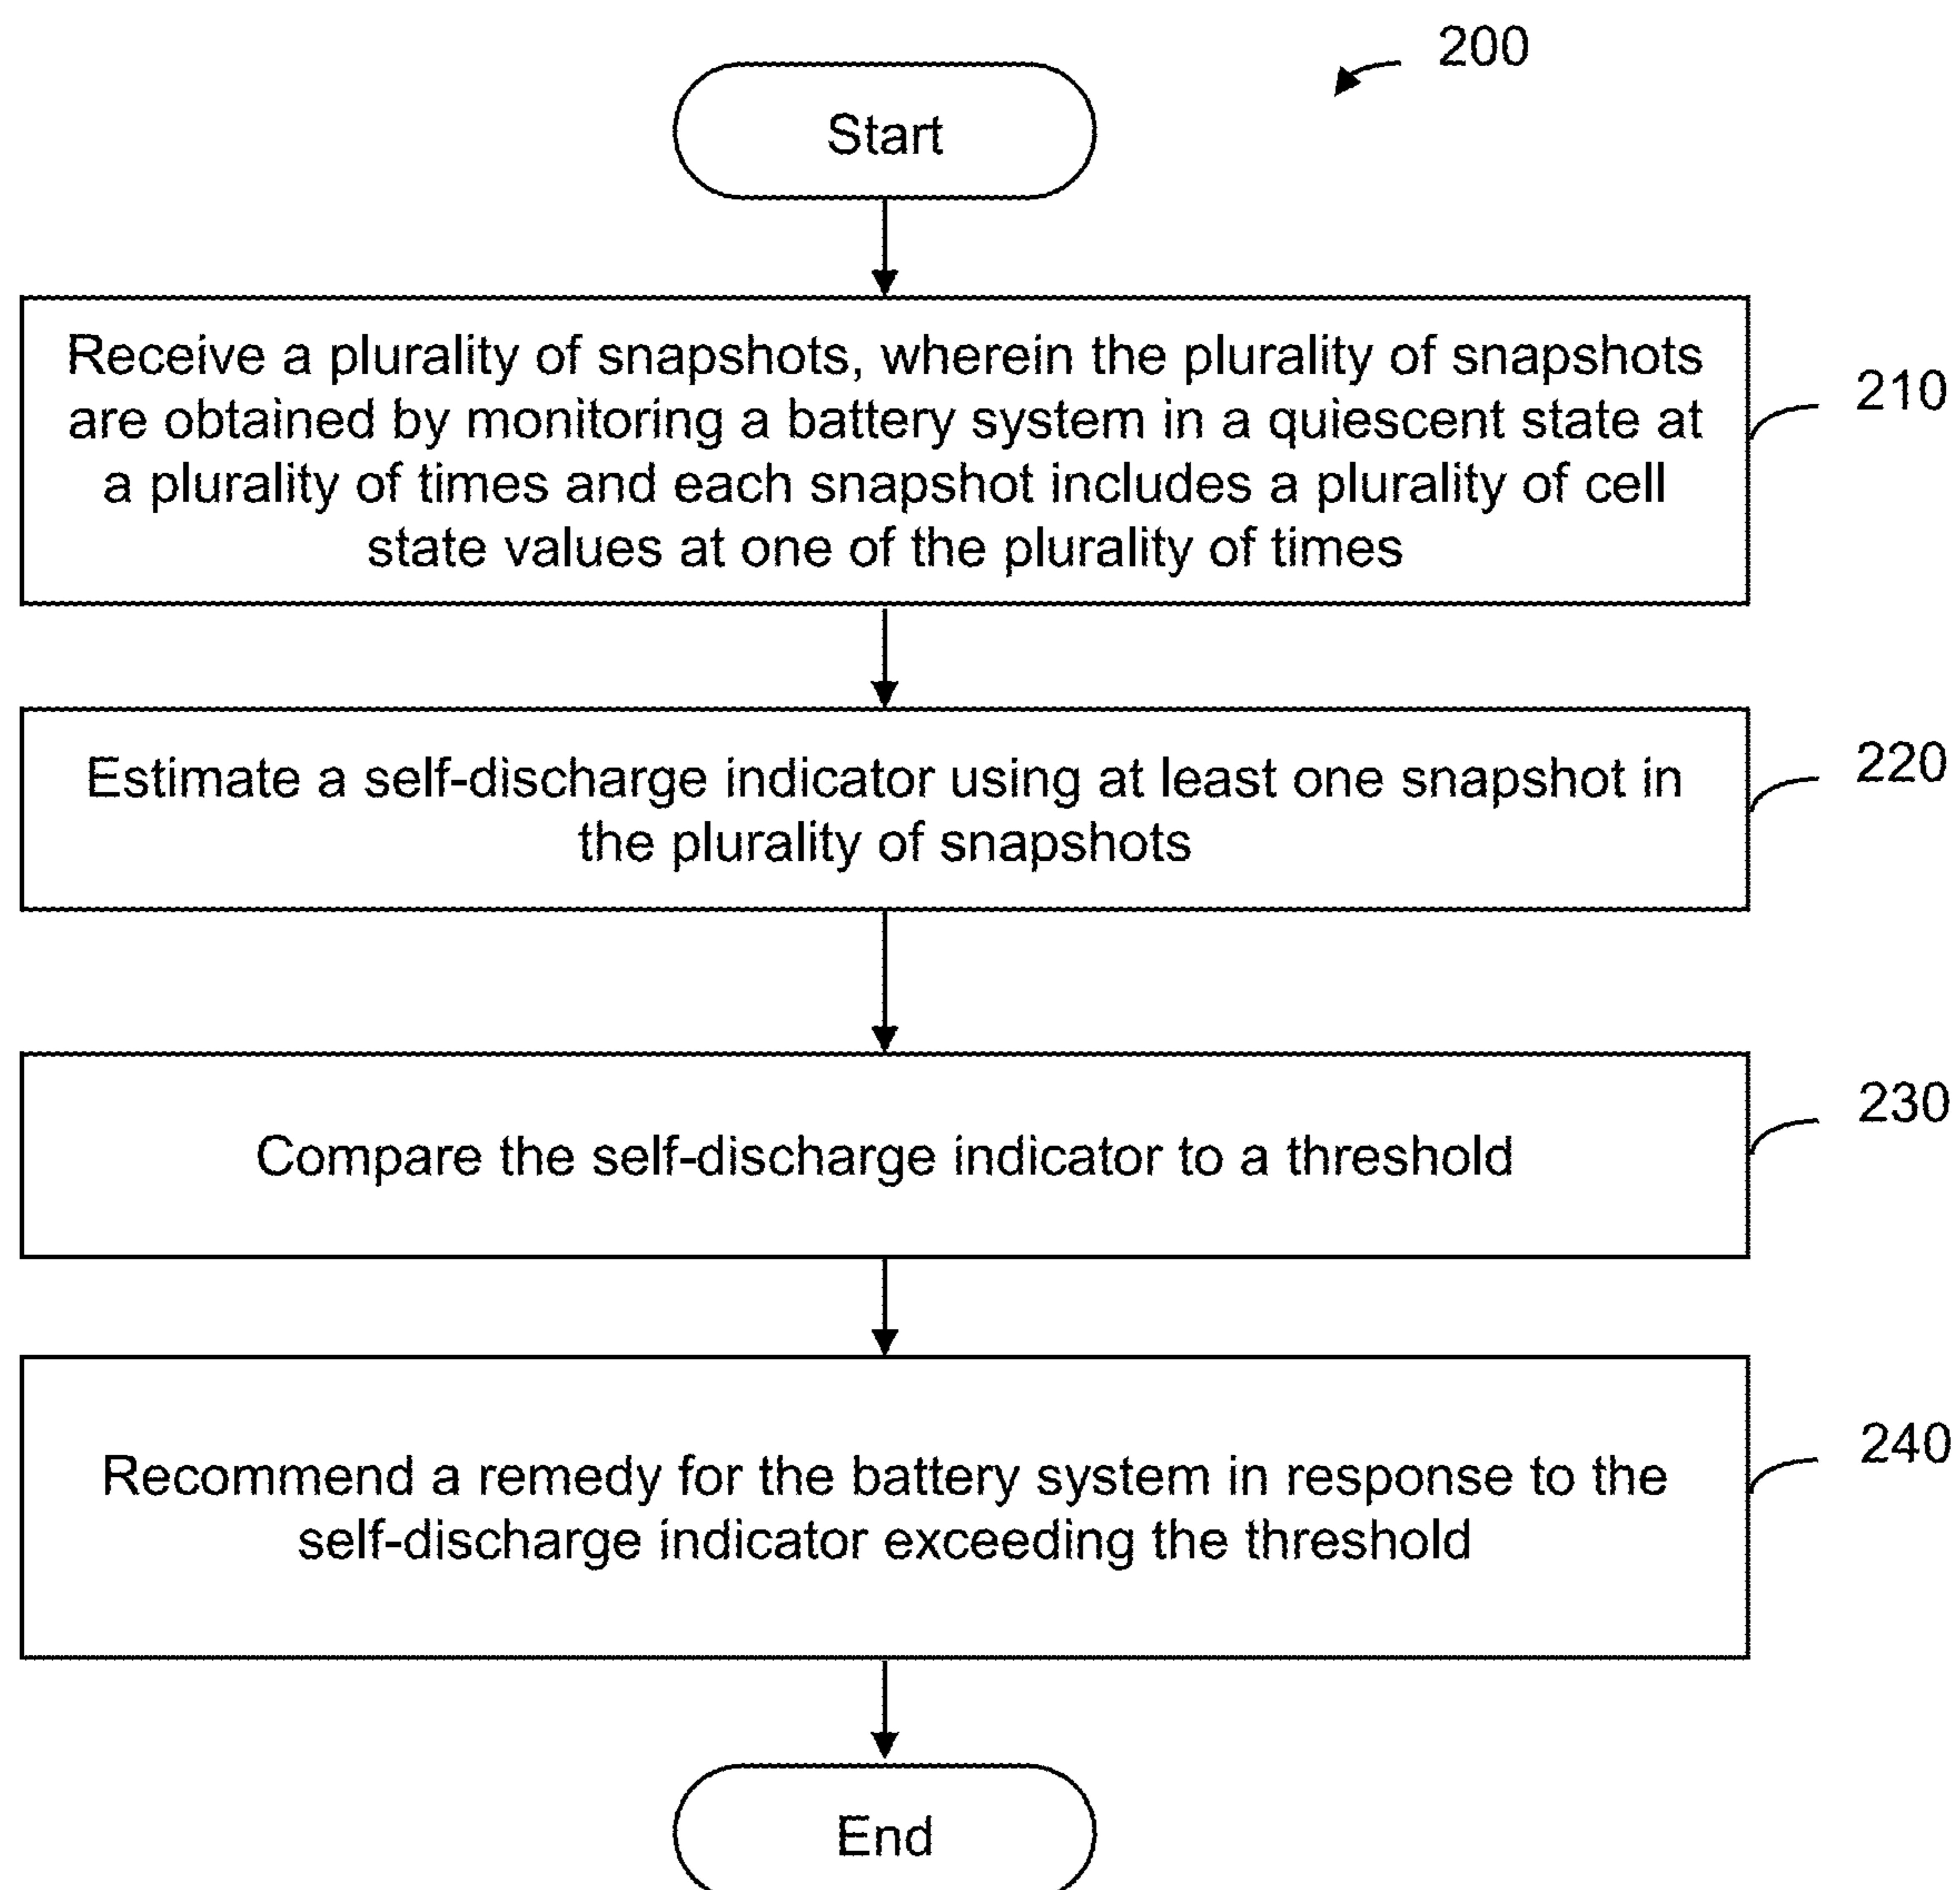 200
Start
Receive a plurality of snapshots, wherein the plurality of snapshots
are obtained by monitoring a battery system in a quiescent state at
a plurality of times and each snapshot includes a plurality of cell
state values at one of the plurality of times
210
Estimate a self-discharge indicator using at least one snapshot in
the plurality of snapshots
220
Compare the self-discharge indicator to a threshold
230
Recommend a remedy for the battery system in response to the
self-discharge indicator exceeding the threshold
240
End